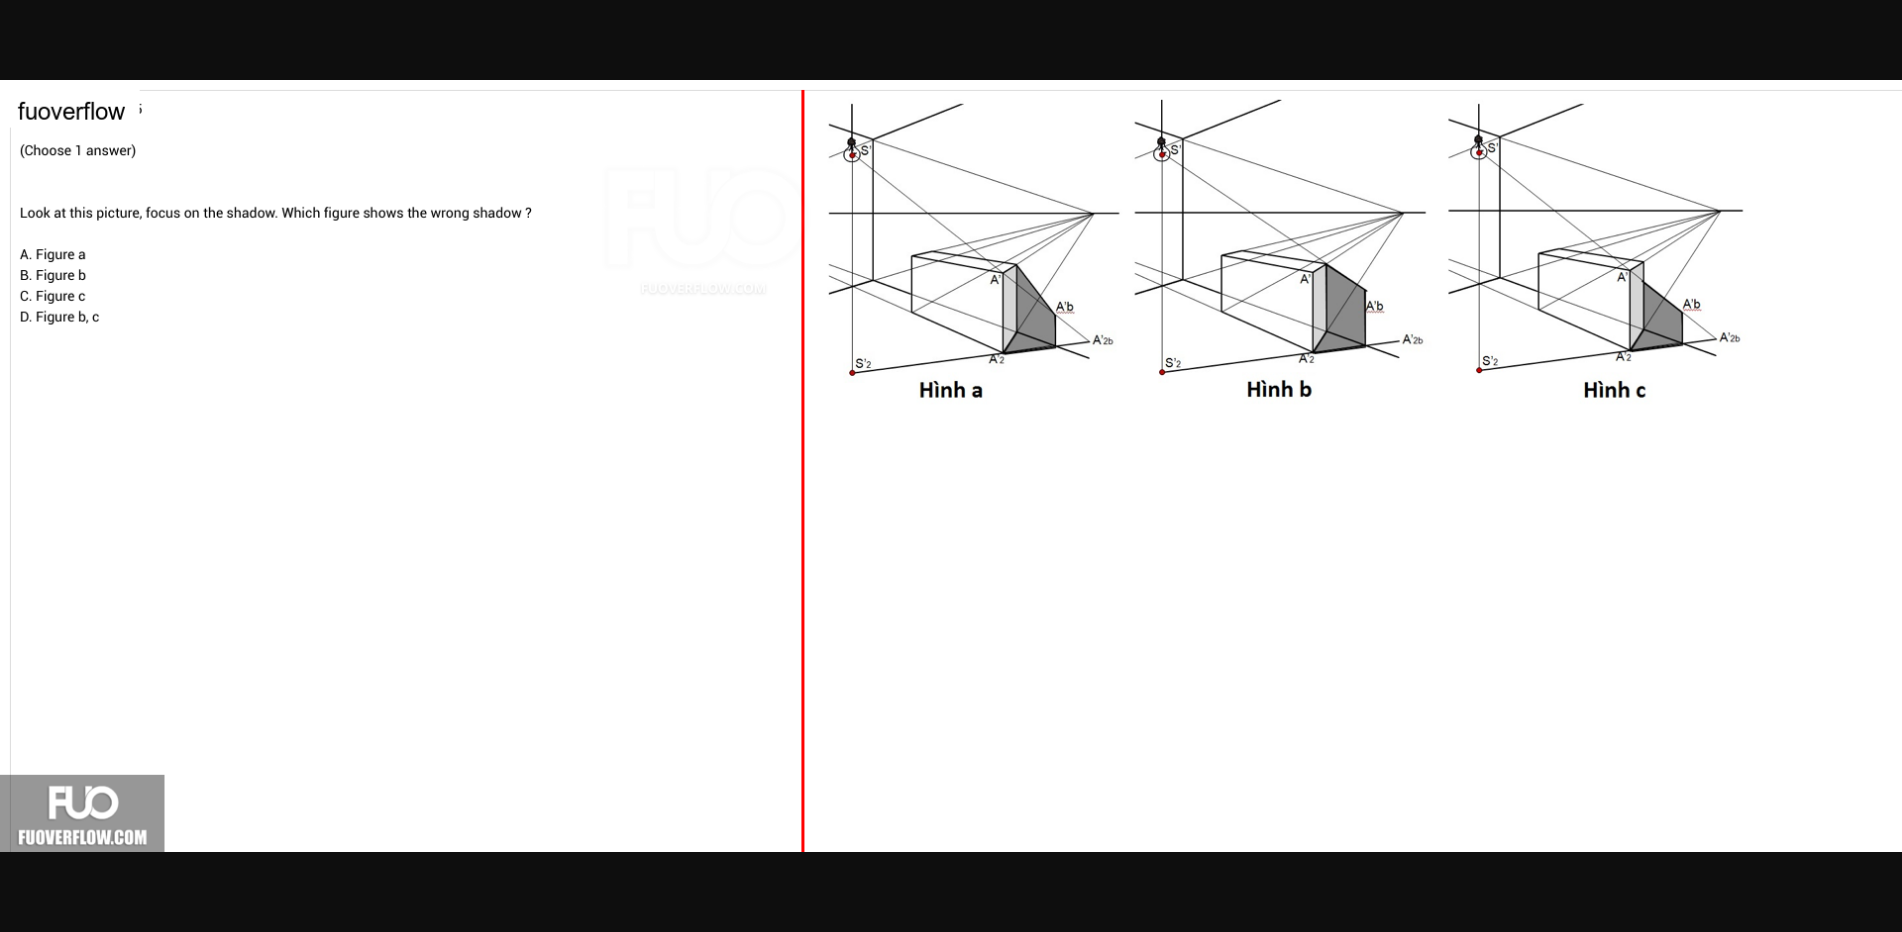 fuoverflow
(Choose 1 answer)
Look at this picture, focus on the shadow. Which figure shows the wrong shadow ?
A. Figure a
B. Figure b
C. Figure c
D. Figure b, c
FUO
FUOVERFLOW.COM
S'
A'
A'b
A'2b
A'2
S'2
Hình a
S'
A'
A'b
A'2b
A'2
S'2
Hình b
S'
A'
A'b
A'2b
A'2
S'2
Hình c
FUO
FUOVERFLOW.COM